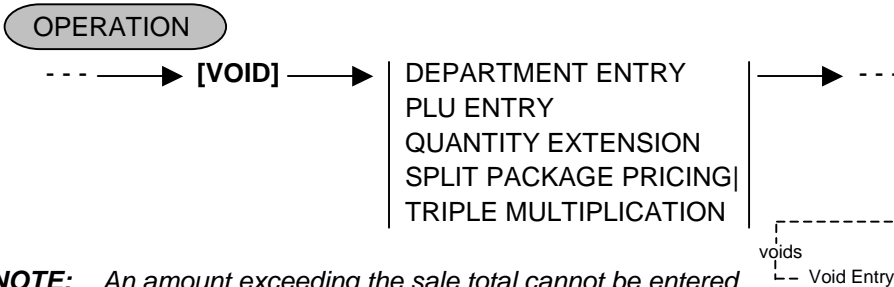 OPERATION
- - - [VOID] DEPARTMENT ENTRY - - -
PLU ENTRY
QUANTITY EXTENSION
SPLIT PACKAGE PRICING|
TRIPLE MULTIPLICATION
voids
Void Entry
NOTE: An amount exceeding the sale total cannot be entered